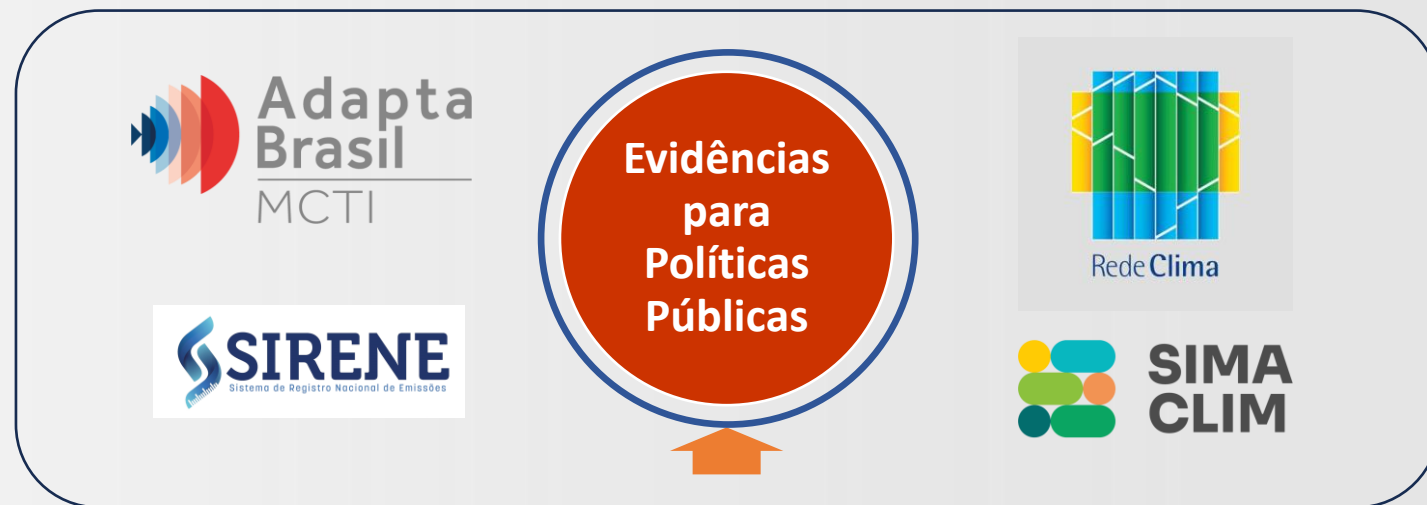 Adapta
Brasil
MCTI
SIRENE
Sistema de Registro Nacional de Emissões
Evidências
para
Políticas
Públicas
Rede Clima
SIMA
CLIM